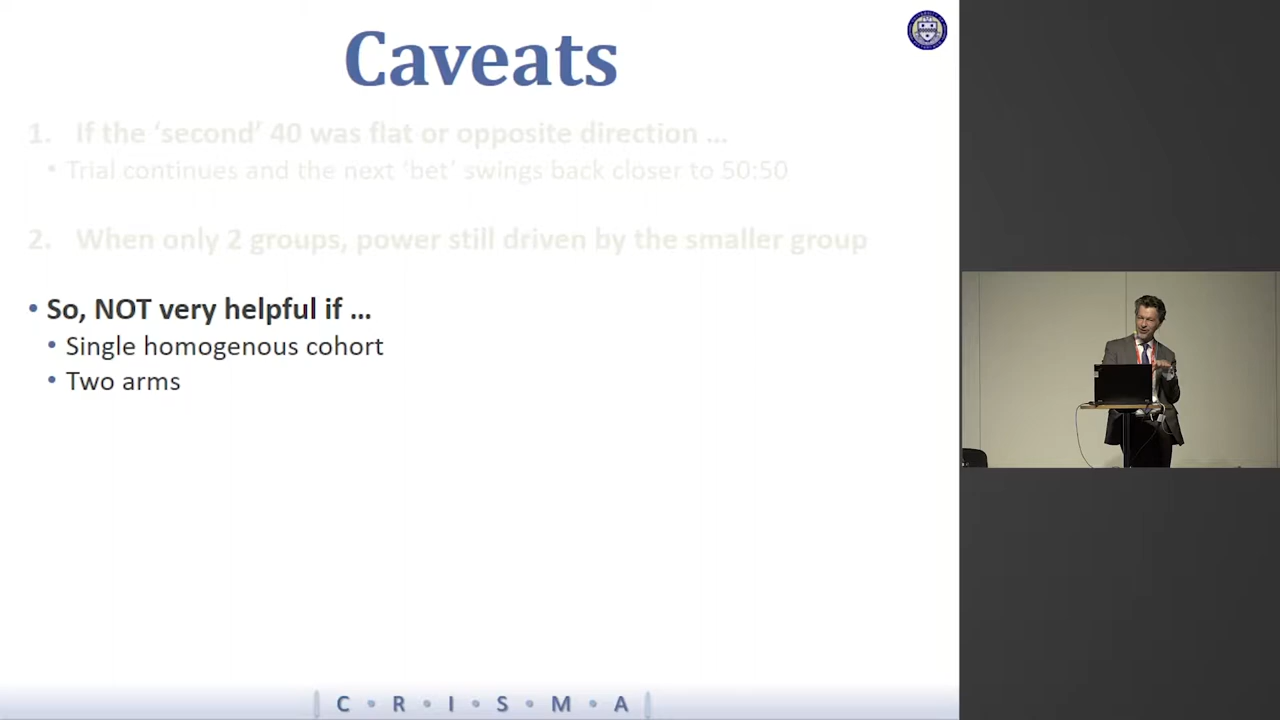 Caveats
1. If the ‘second’ 40 was flat or opposite direction ...
• Trial continues and the next ‘bet’ swings back closer to 50:50
2. When only 2 groups, power still driven by the smaller group
• So, NOT very helpful if ...
• Single homogenous cohort
• Two arms
C • R • I • S • M • A